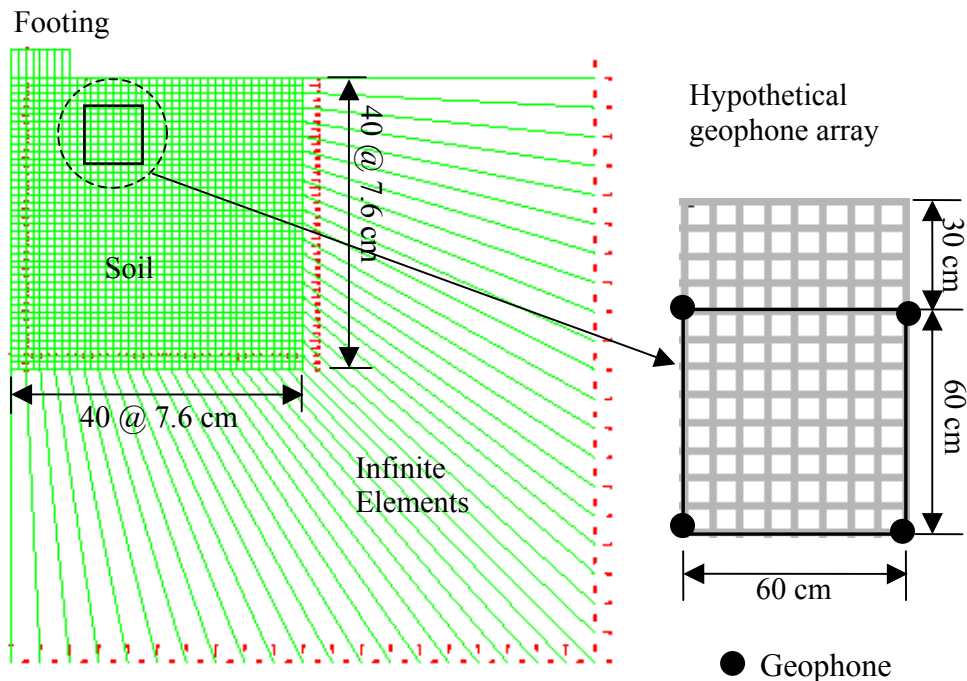 Footing
Hypothetical
geophone array
40 @ 7.6 cm
Soil
30 cm
60 cm
40 @ 7.6 cm
Infinite
Elements
60 cm
Geophone